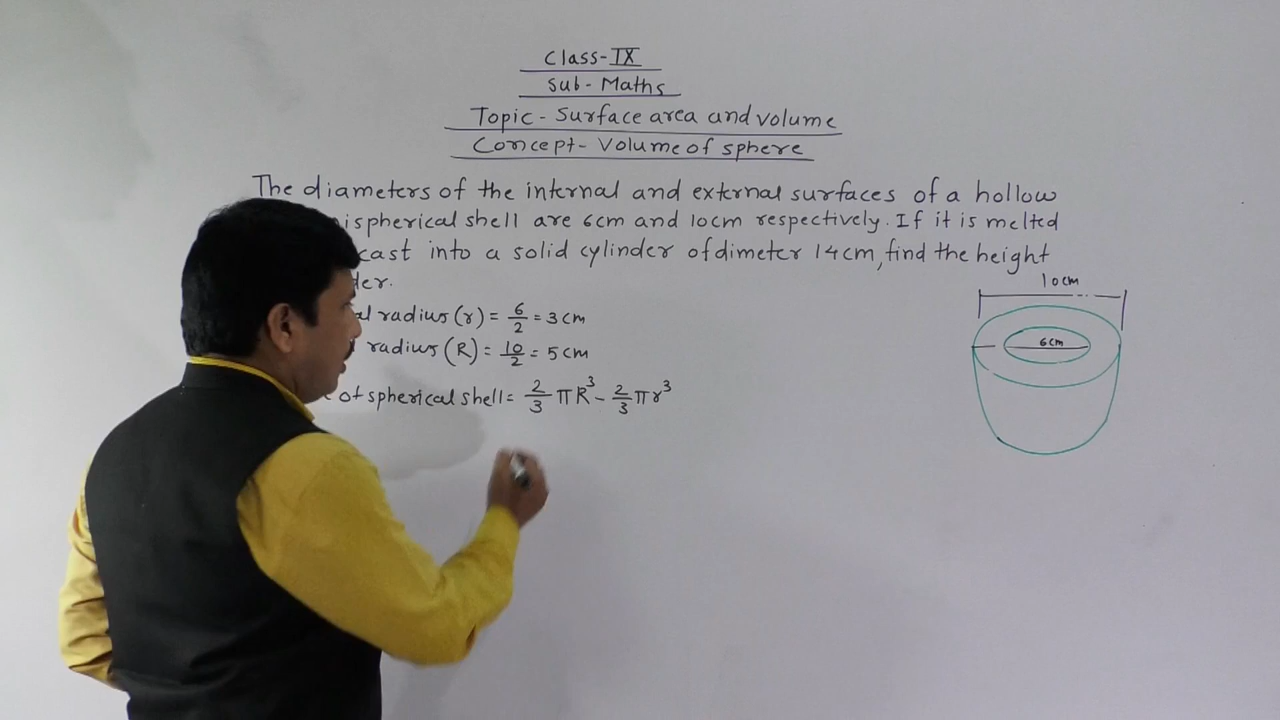 Class-IX
Sub- Maths
Topic - Surface area and volume
Concept- Volume of sphere
The diameters of the internal and external surfaces of a hollow
ispherical shell are 6cm and 10cm respectively. If it is melted
cast into a solid cylinder of dimeter 14cm, find the height
der.
al radius (r) = 6/2 = 3cm
radius (R) = 10/2 = 5cm
of spherical shell = 2/3 πR³ - 2/3 πr³
10cm
6cm